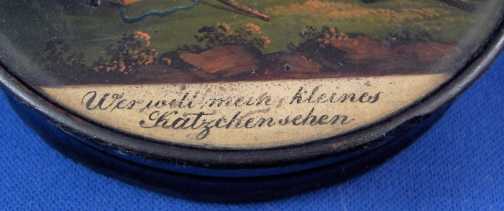 Wer will mein kleines
Kätzchen sehen